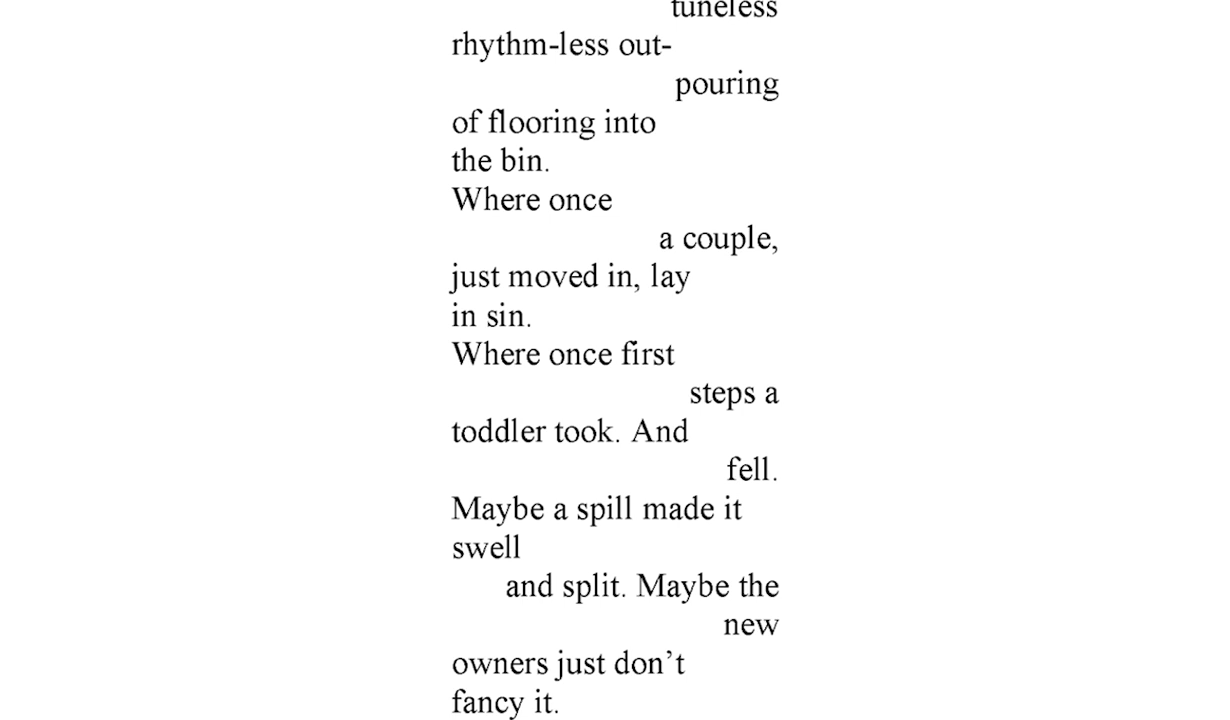 tuneless
rhythm-less out-
pouring
of flooring into
the bin.
Where once
a couple,
just moved in, lay
in sin.
Where once first
steps a
toddler took. And
fell.
Maybe a spill made it
swell
and split. Maybe the
new
owners just don’t
fancy it.